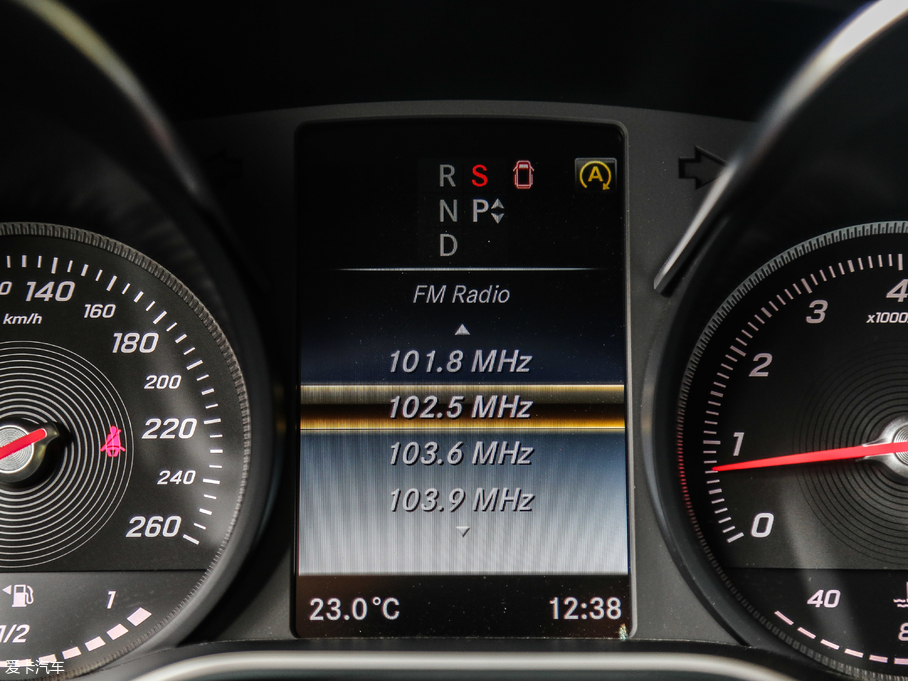 R S
A
N P
D
FM Radio
101.8 MHz
102.5 MHz
103.6 MHz
103.9 MHz
23.0°C 12:38
140
160
km/h
180
200
220
240
260
1
1/2
4
3
x1000
2
1
0
40
爱卡汽车